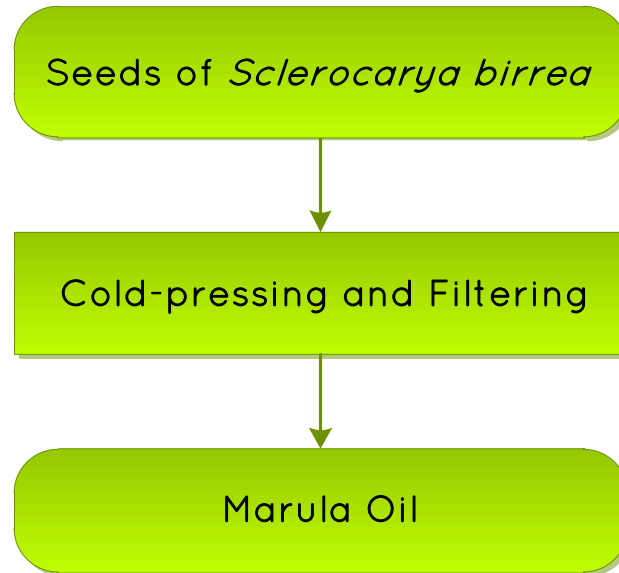 Seeds of Sclerocarya birrea
Cold-pressing and Filtering
Marula Oil